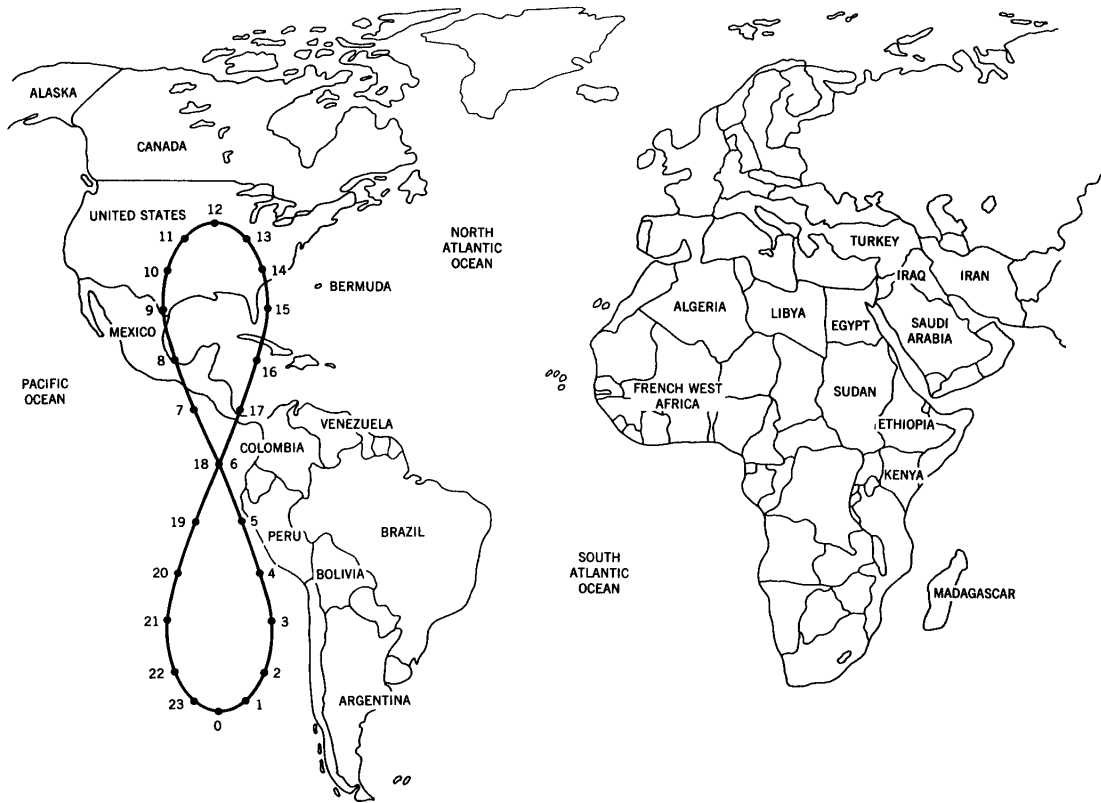 ALASKA
CANADA
UNITED STATES
12
11
13
10
14
9
15
MEXICO
8
16
7
17
18
6
19
5
20
4
21
3
22
2
23
1
0
NORTH
ATLANTIC
OCEAN
BERMUDA
PACIFIC
OCEAN
VENEZUELA
COLOMBIA
PERU
BRAZIL
BOLIVIA
ARGENTINA
SOUTH
ATLANTIC
OCEAN
TURKEY
IRAQ
IRAN
ALGERIA
LIBYA
EGYPT
SAUDI
ARABIA
FRENCH WEST
AFRICA
SUDAN
ETHIOPIA
KENYA
MADAGASCAR